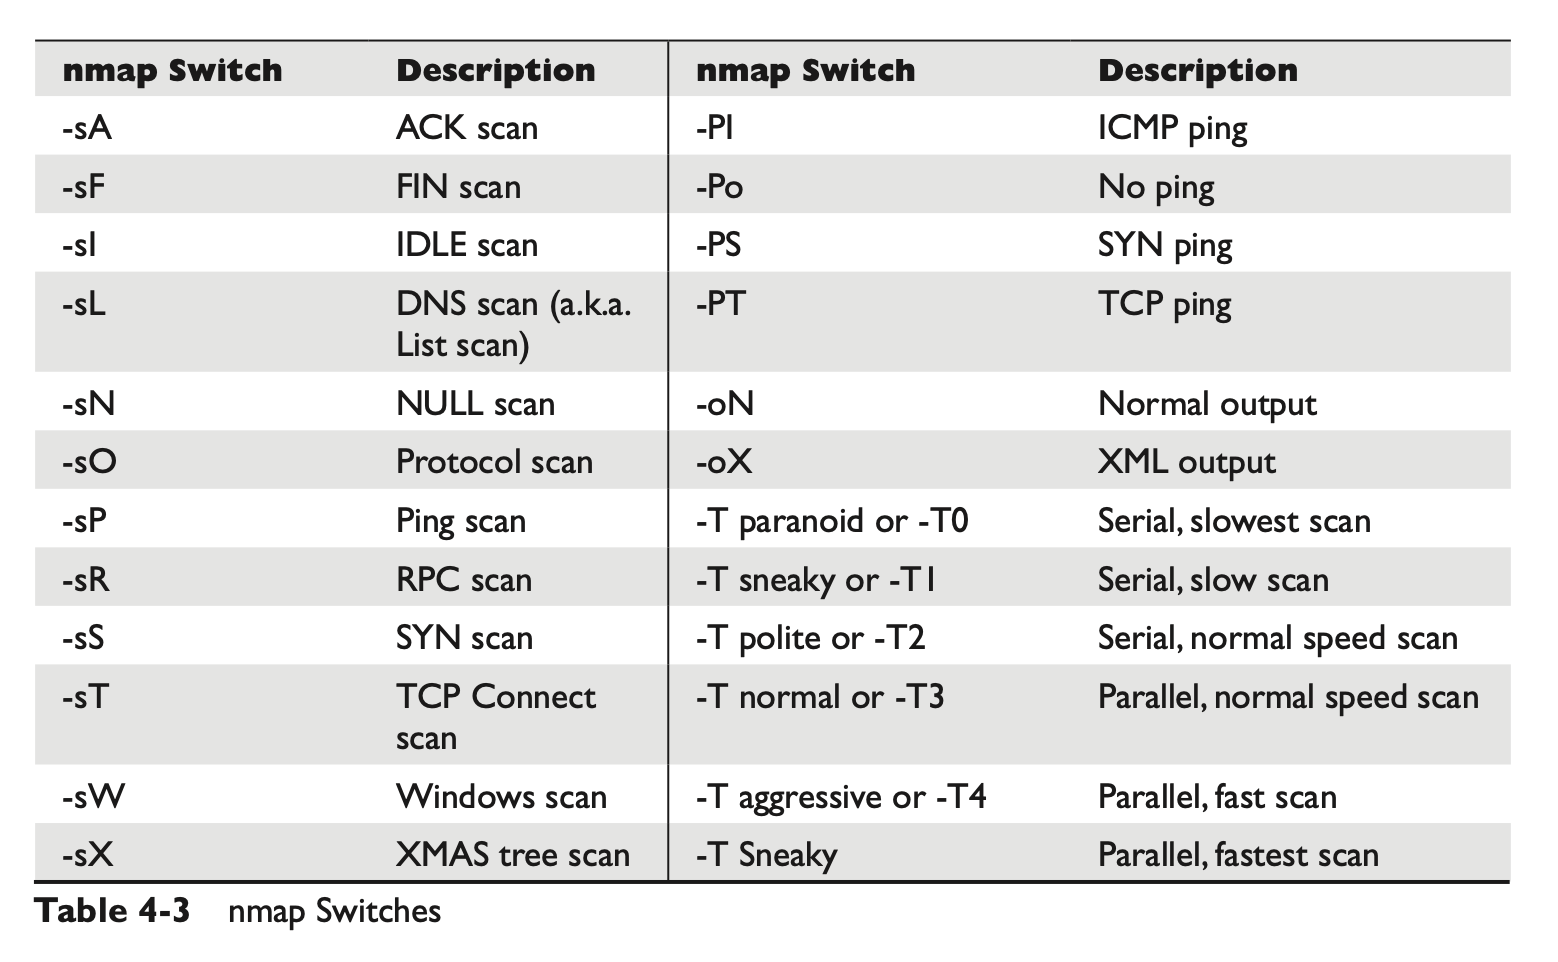 nmap Switch Description nmap Switch Description
-sA ACK scan -PI ICMP ping
-sF FIN scan -Po No ping
-sI IDLE scan -PS SYN ping
-sL DNS scan (a.k.a. -PT TCP ping
List scan)
-sN NULL scan -oN Normal output
-sO Protocol scan -oX XML output
-sP Ping scan -T paranoid or -T0 Serial, slowest scan
-sR RPC scan -T sneaky or -T1 Serial, slow scan
-sS SYN scan -T polite or -T2 Serial, normal speed scan
-sT TCP Connect -T normal or -T3 Parallel, normal speed scan
scan
-sW Windows scan -T aggressive or -T4 Parallel, fast scan
-sX XMAS tree scan -T Sneaky Parallel, fastest scan
Table 4-3 nmap Switches